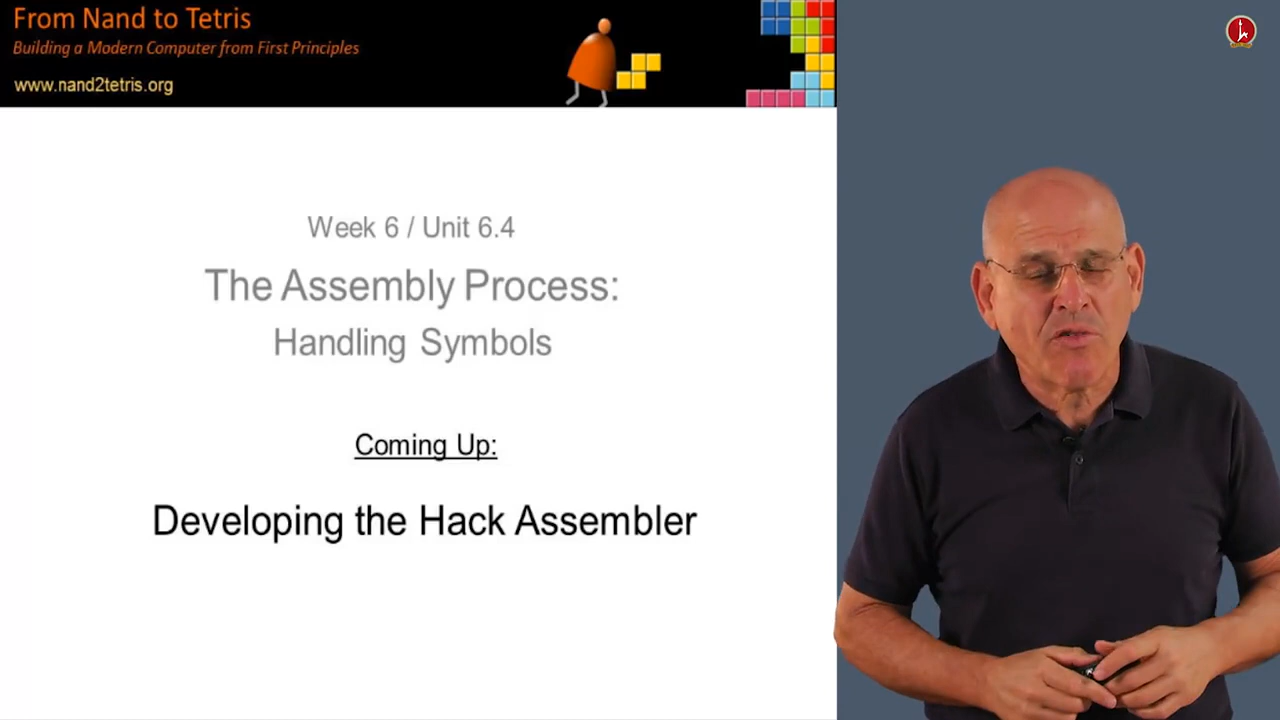 From Nand to Tetris
Building a Modern Computer from First Principles
www.nand2tetris.org
Week 6 / Unit 6.4
The Assembly Process:
Handling Symbols
Coming Up:
Developing the Hack Assembler